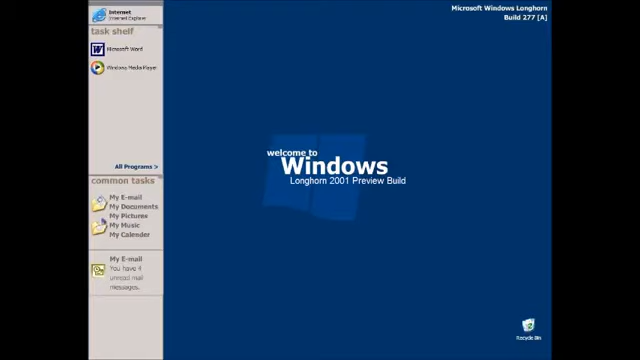 Internet
Internet Explorer
task shelf
Microsoft Word
Windows Media Player
All Programs >
common tasks
My E-mail
My Documents
My Pictures
My Music
My Calender
My E-mail
You have 4
unread mail
messages.
Microsoft Windows Longhorn
Build 277 [A]
welcome to
Windows
Longhorn 2001 Preview Build
Recycle Bin